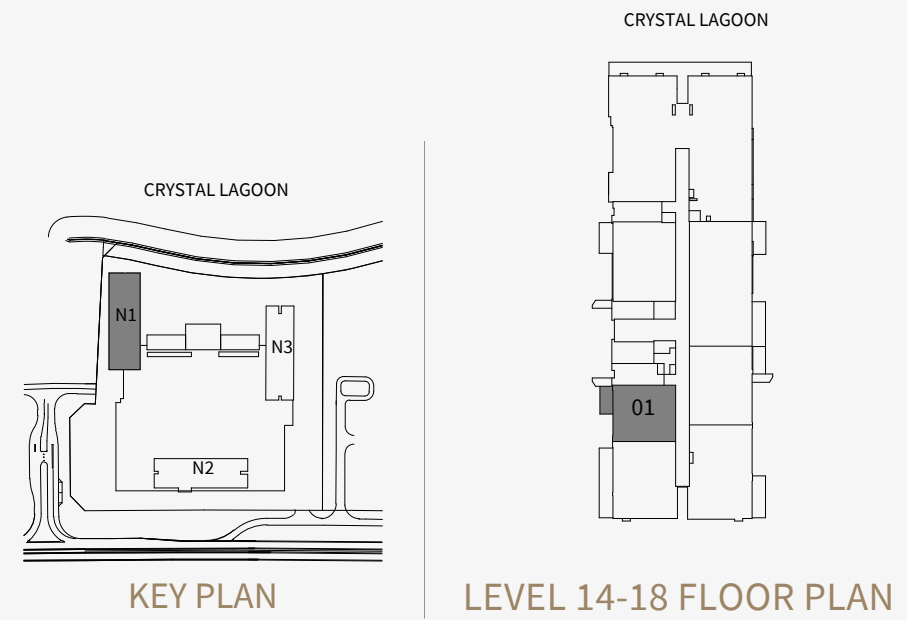 CRYSTAL LAGOON
N1
N3
N2
KEY PLAN
CRYSTAL LAGOON
01
LEVEL 14-18 FLOOR PLAN